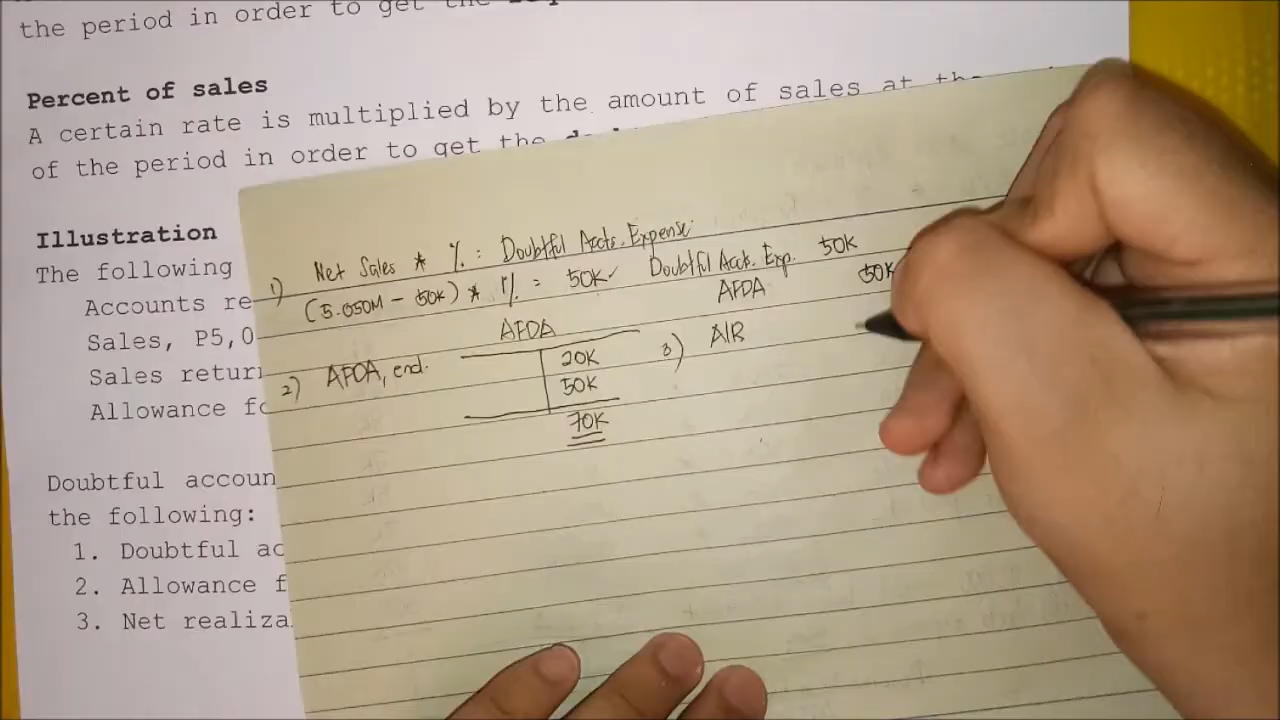 the period in order to get the
Percent of sales
A certain rate is multiplied by the amount of sales at the
of the period in order to get the
Illustration
The following
Accounts re
Sales, P5,0
Sales retur
Allowance fo
Doubtful accoun
the following:
1. Doubtful ac
2. Allowance f
3. Net realiza
1) Net Sales * % : Doubtful Accts. Expense
(5.050M - 50K) * 1% = 50K✓
Doubtful Acct. Exp. 50K
AFDA 50K
2) AFDA, end.
AFDA
20K
50K
70K
3) A/R